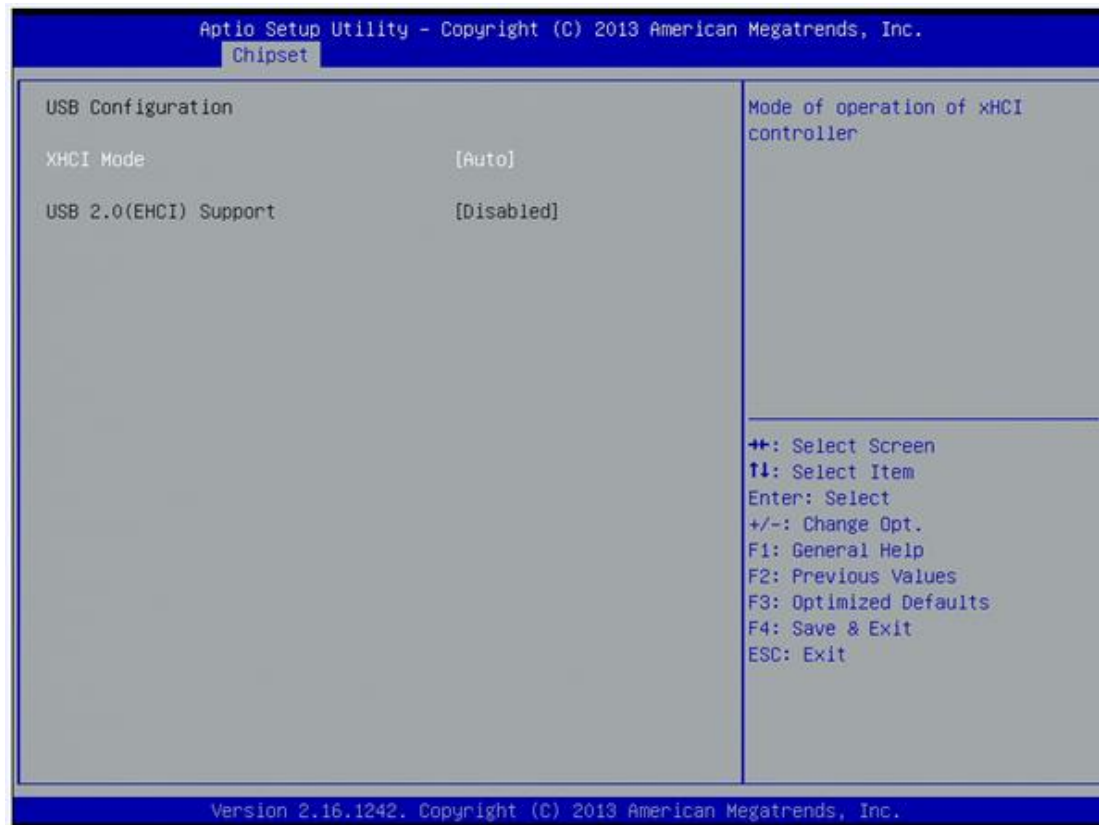 Aptio Setup Utility – Copyright (C) 2013 American Megatrends, Inc.
Chipset
USB Configuration
XHCI Mode [Auto]
USB 2.0(EHCI) Support [Disabled]
Mode of operation of xHCI
controller
→←: Select Screen
↑↓: Select Item
Enter: Select
+/-: Change Opt.
F1: General Help
F2: Previous Values
F3: Optimized Defaults
F4: Save & Exit
ESC: Exit
Version 2.16.1242. Copyright (C) 2013 American Megatrends, Inc.